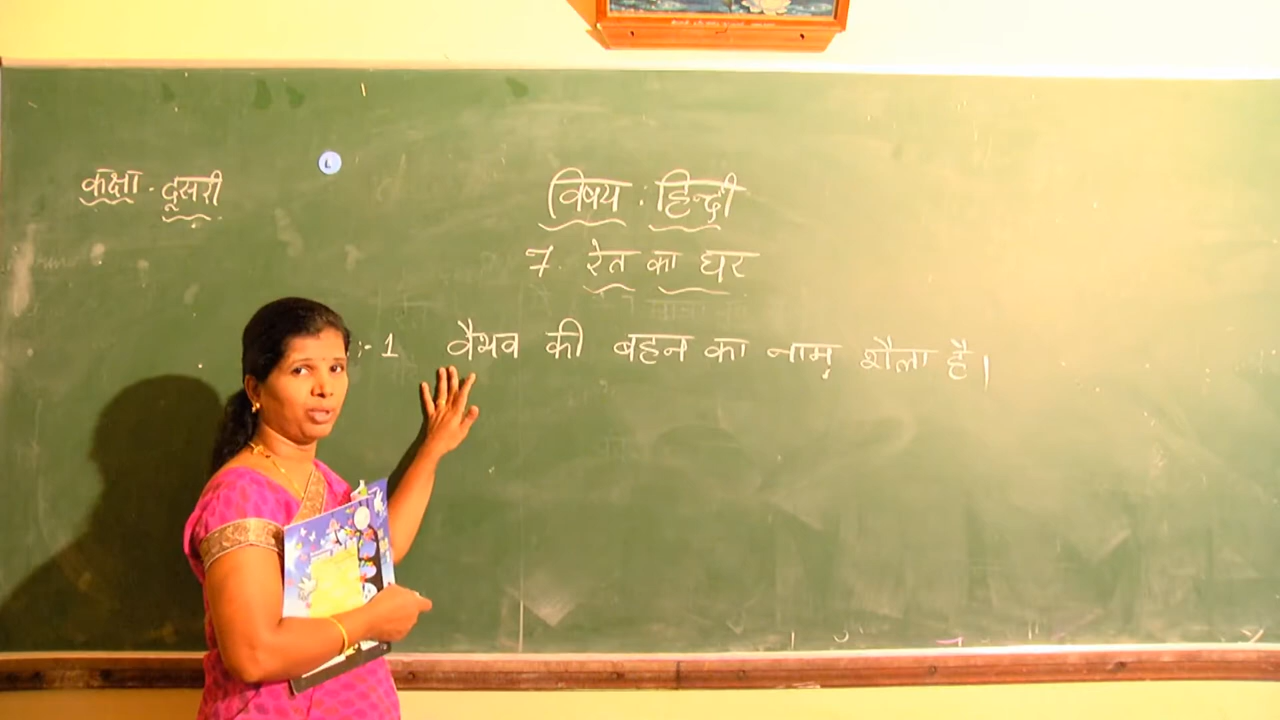 कक्षा - दूसरी
विषय : हिन्दी
7. रेत का घर
:- 1 वैभव की बहन का नाम शैला है।